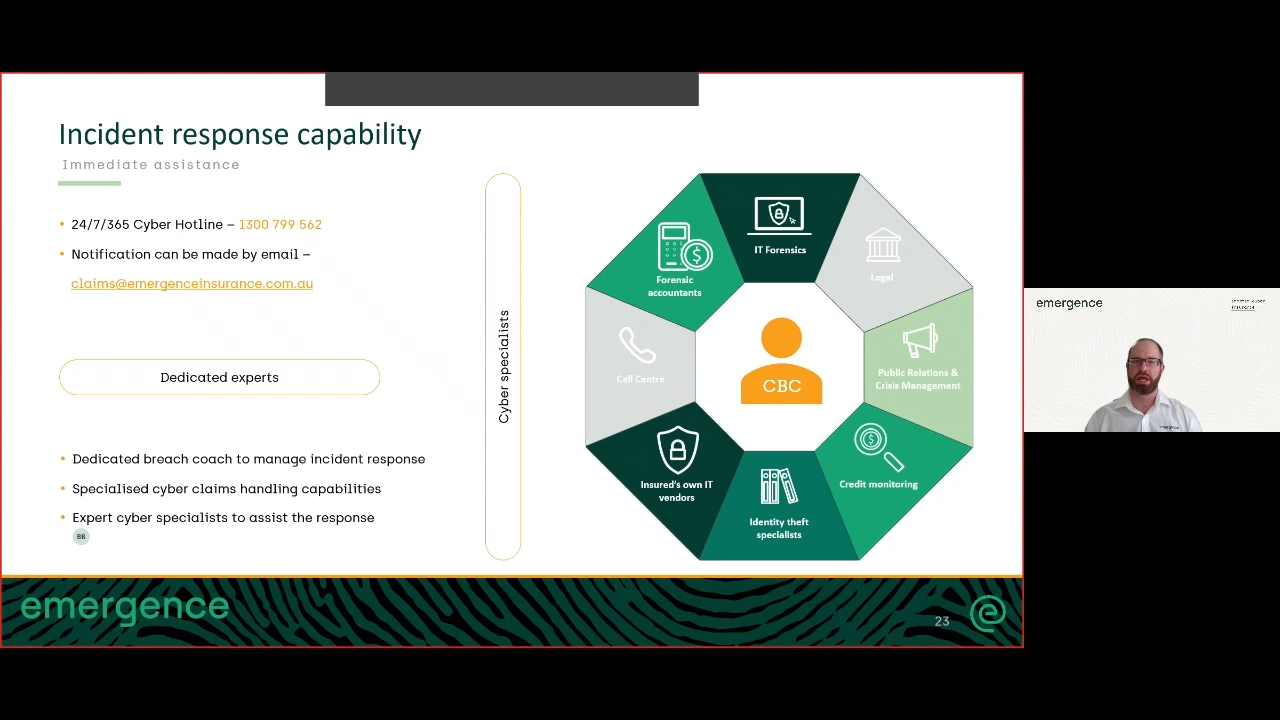 Incident response capability
Immediate assistance
• 24/7/365 Cyber Hotline – 1300 799 562
• Notification can be made by email –
claims@emergenceinsurance.com.au
Dedicated experts
• Dedicated breach coach to manage incident response
• Specialised cyber claims handling capabilities
• Expert cyber specialists to assist the response
BB
Cyber specialists
IT Forensics
Legal
Public Relations &
Crisis Management
Credit monitoring
Identity theft
specialists
Insured's own IT
vendors
Call Centre
Forensic
accountants
CBC
emergence
23
emergence